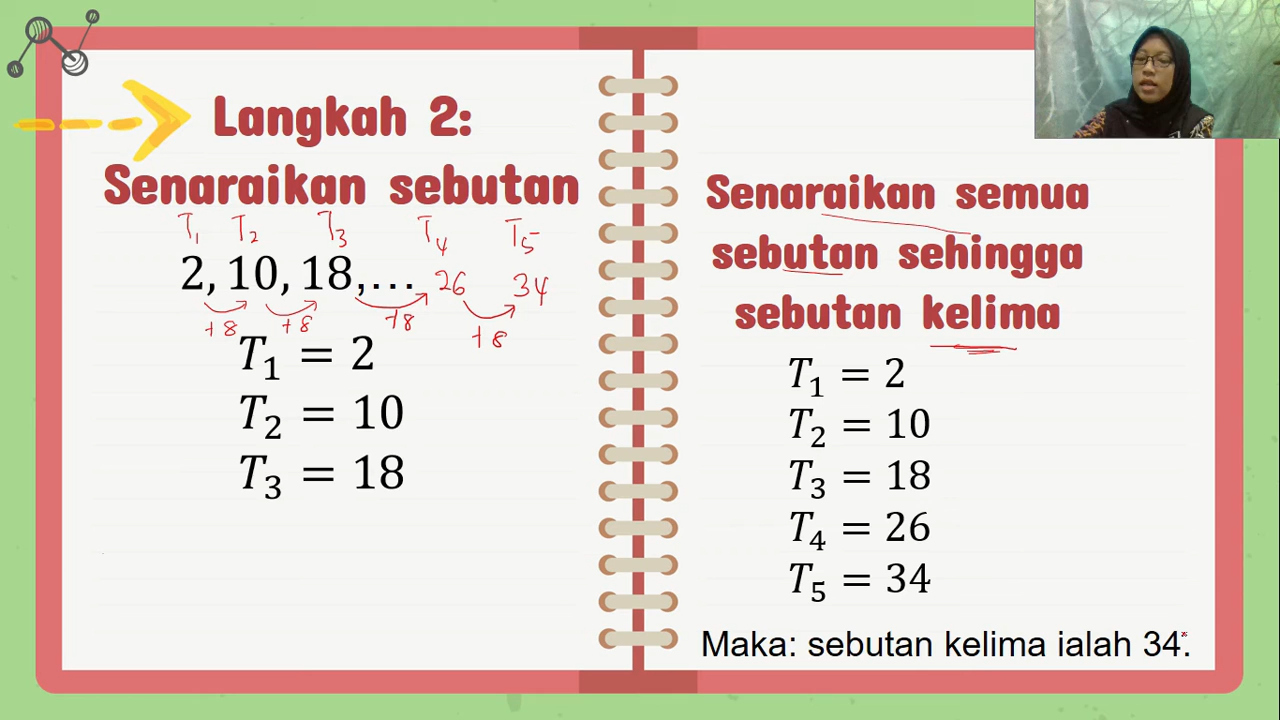 Langkah 2:
Senaraikan sebutan
T₁ T₂ T₃ T₄ T₅
2, 10, 18, ... 26 34
+8 +8 +8 +8
T₁ = 2
T₂ = 10
T₃ = 18
Senaraikan semua
sebutan sehingga
sebutan kelima
T₁ = 2
T₂ = 10
T₃ = 18
T₄ = 26
T₅ = 34
Maka: sebutan kelima ialah 34.